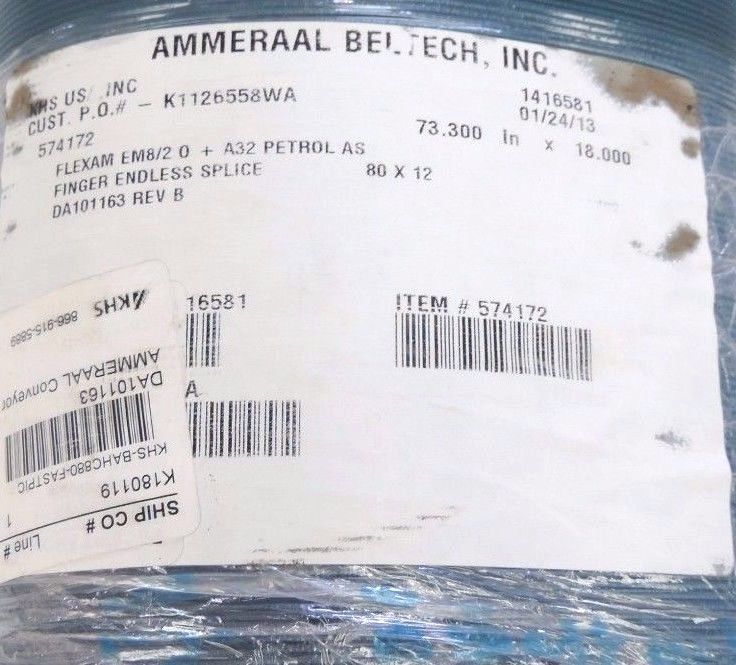 AMMERAAL BELTECH, INC.
KHS US/ INC
CUST. P.O.# - K1126558WA
1416581
01/24/13
574172
73.300 in x 18.000
FLEXAM EM8/2 0 + A32 PETROL AS
FINGER ENDLESS SPLICE
80 X 12
DA101163 REV B
16581
ITEM # 574172
A
SHIP CO #
Line #
K180119
1
KHS-BAHC880-FASTPIC
DA101163
AMMERAAL Conveyor
KHS
866-915-5889